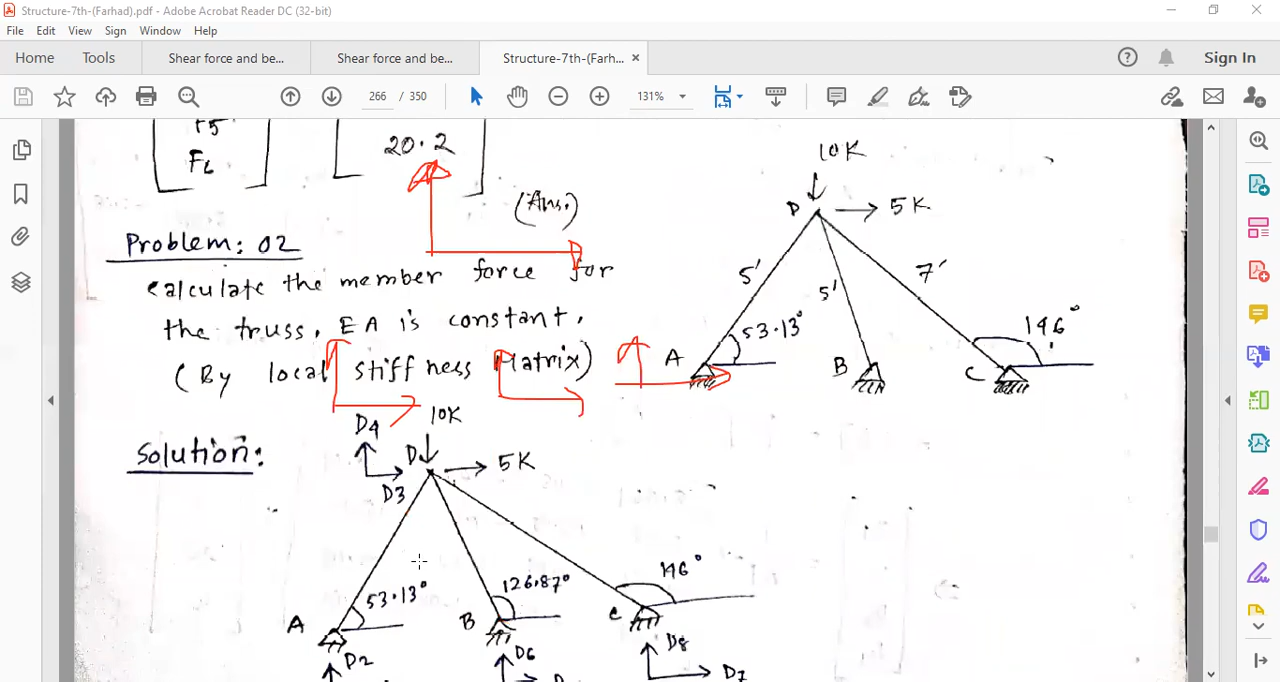 Structure-7th-(Farhad).pdf - Adobe Acrobat Reader DC (32-bit)
File Edit View Sign Window Help
Home Tools Shear force and be... Shear force and be... Structure-7th-(Farh... × Sign In
266 / 350 131%
F5
F6
20.2
(Ans.)
Problem: 02
Calculate the member force for
the truss. EA is constant.
(By local stiffness Matrix)
10K
D
5K
5'
5'
7'
53.13°
146°
A
B
C
Solution:
D4
10K
D
5K
D3
53.13°
126.87°
146°
A
B
C
D2
D6
D8
D7